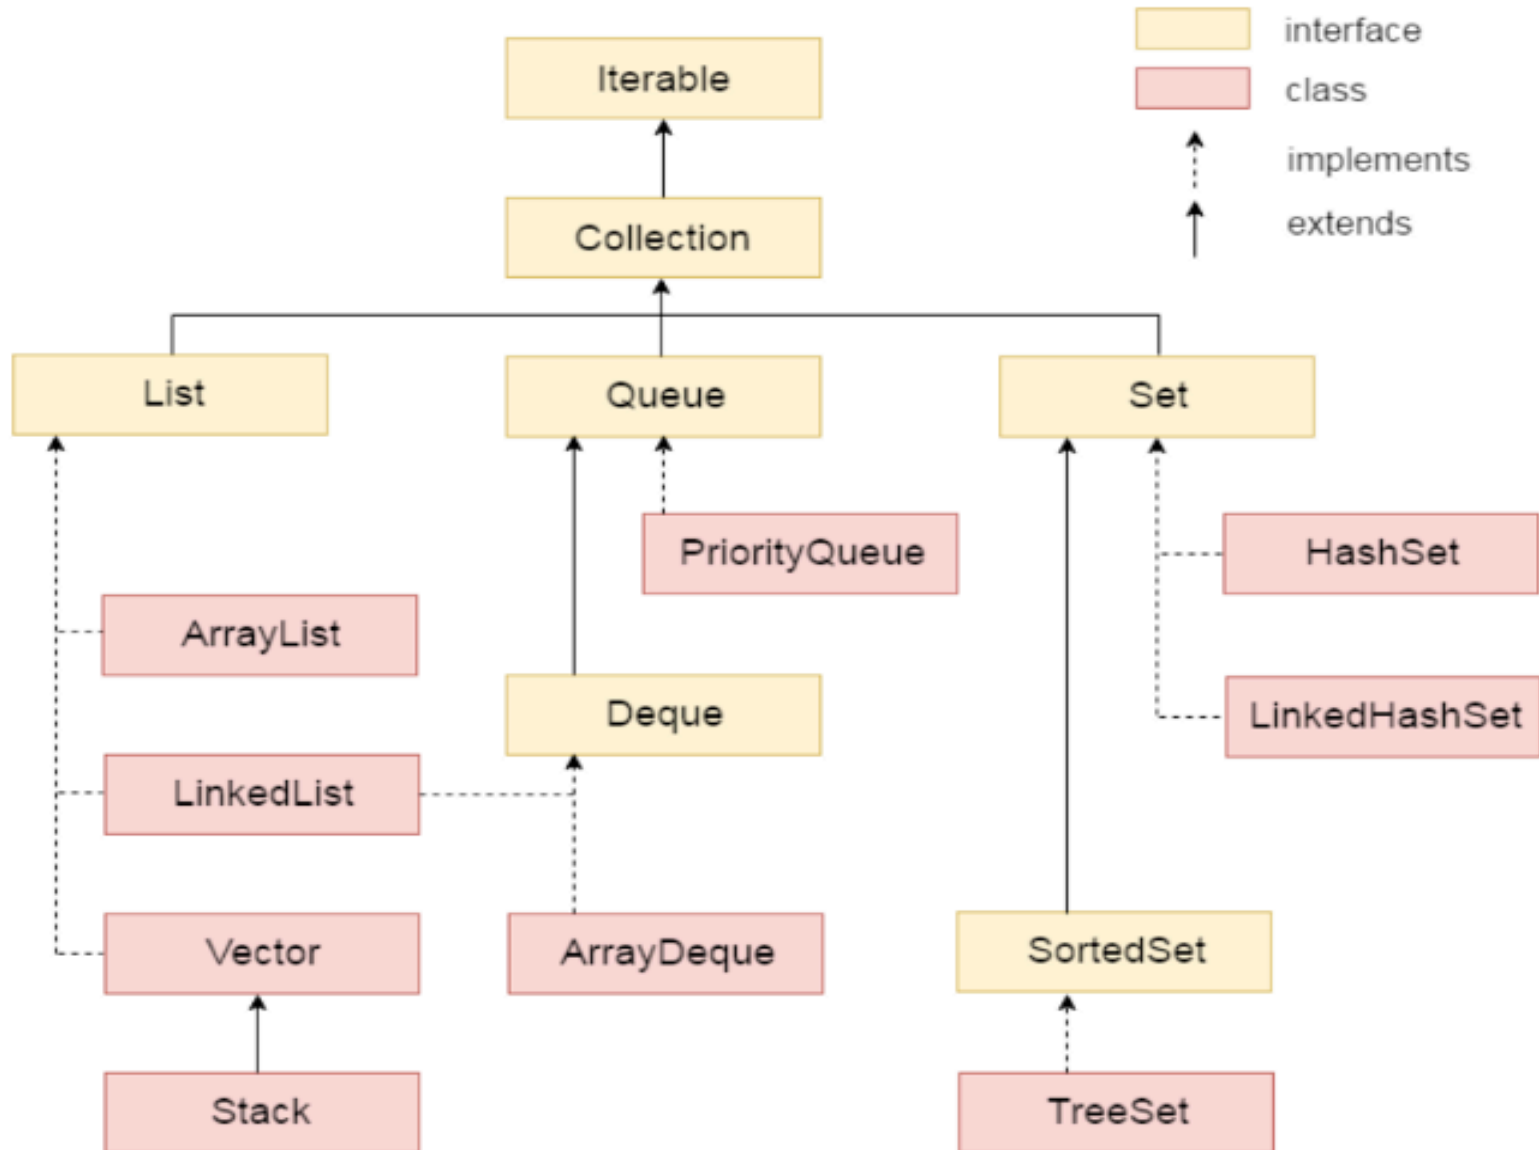 interface
class
implements
extends
Iterable
Collection
List
Queue
Set
PriorityQueue
HashSet
ArrayList
Deque
LinkedHashSet
LinkedList
Vector
ArrayDeque
SortedSet
Stack
TreeSet